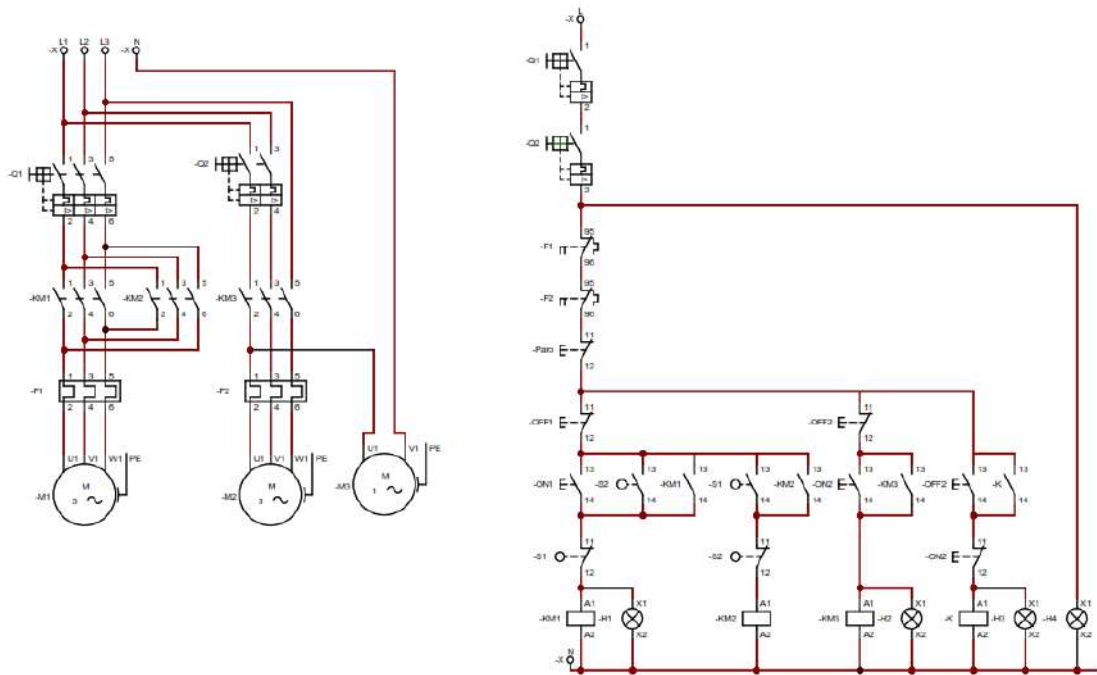 L1 L2 L3 N
-X -X
1 3 5
-Q1
2 4 6
1 3
-Q2
2 4
1 3 5
-KM1
2 4 6
1 3 5
-KM2
2 4 6
1 3 5
-KM3
2 4 6
1 3 5
-F1
2 4 6
1 3 5
-F2
2 4 6
U1 V1 W1 PE
-M1
M
3
U1 V1 W1 PE
-M2
M
3
U1 V1 PE
-M3
M
1
L
-X
1
-Q1
2
1
-Q2
95
-F1
96
95
-F2
96
11
-Paro
12
11
-OFF1
12
11
-OFF2
12
13 13 13 13 13 13 13 13 13
-ON1 -S2 -KM1 -S1 -KM2 -ON2 -KM3 -OFF2 -K
14 14 14 14 14 14 14 14 14
11
-S1
12
11
-S2
12
11
-ON2
12
A1 X1 A1 A1 X1 A1 X1 X1
-KM1 -H1 -KM2 -KM3 -H2 -K -H3 -H4
A2 X2 A2 A2 X2 A2 X2 X2
N
-X